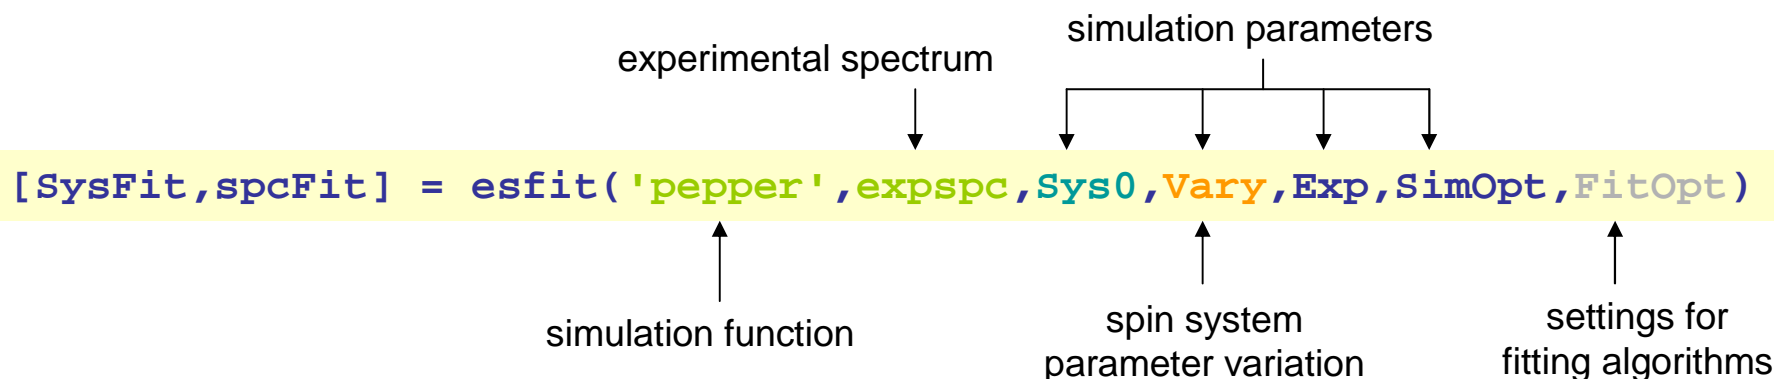 simulation parameters
experimental spectrum
[SysFit,spcFit] = esfit('pepper',expspc,Sys0,Vary,Exp,SimOpt,FitOpt)
simulation function
spin system
parameter variation
settings for
fitting algorithms